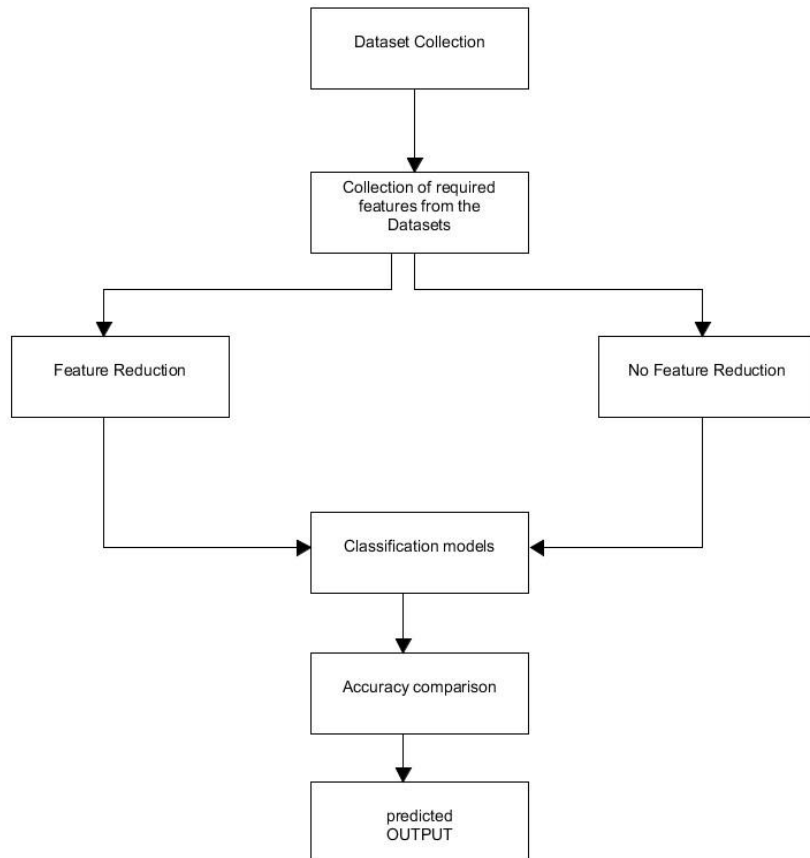 Dataset Collection
Collection of required
features from the
Datasets
Feature Reduction
No Feature Reduction
Classification models
Accuracy comparison
predicted
OUTPUT